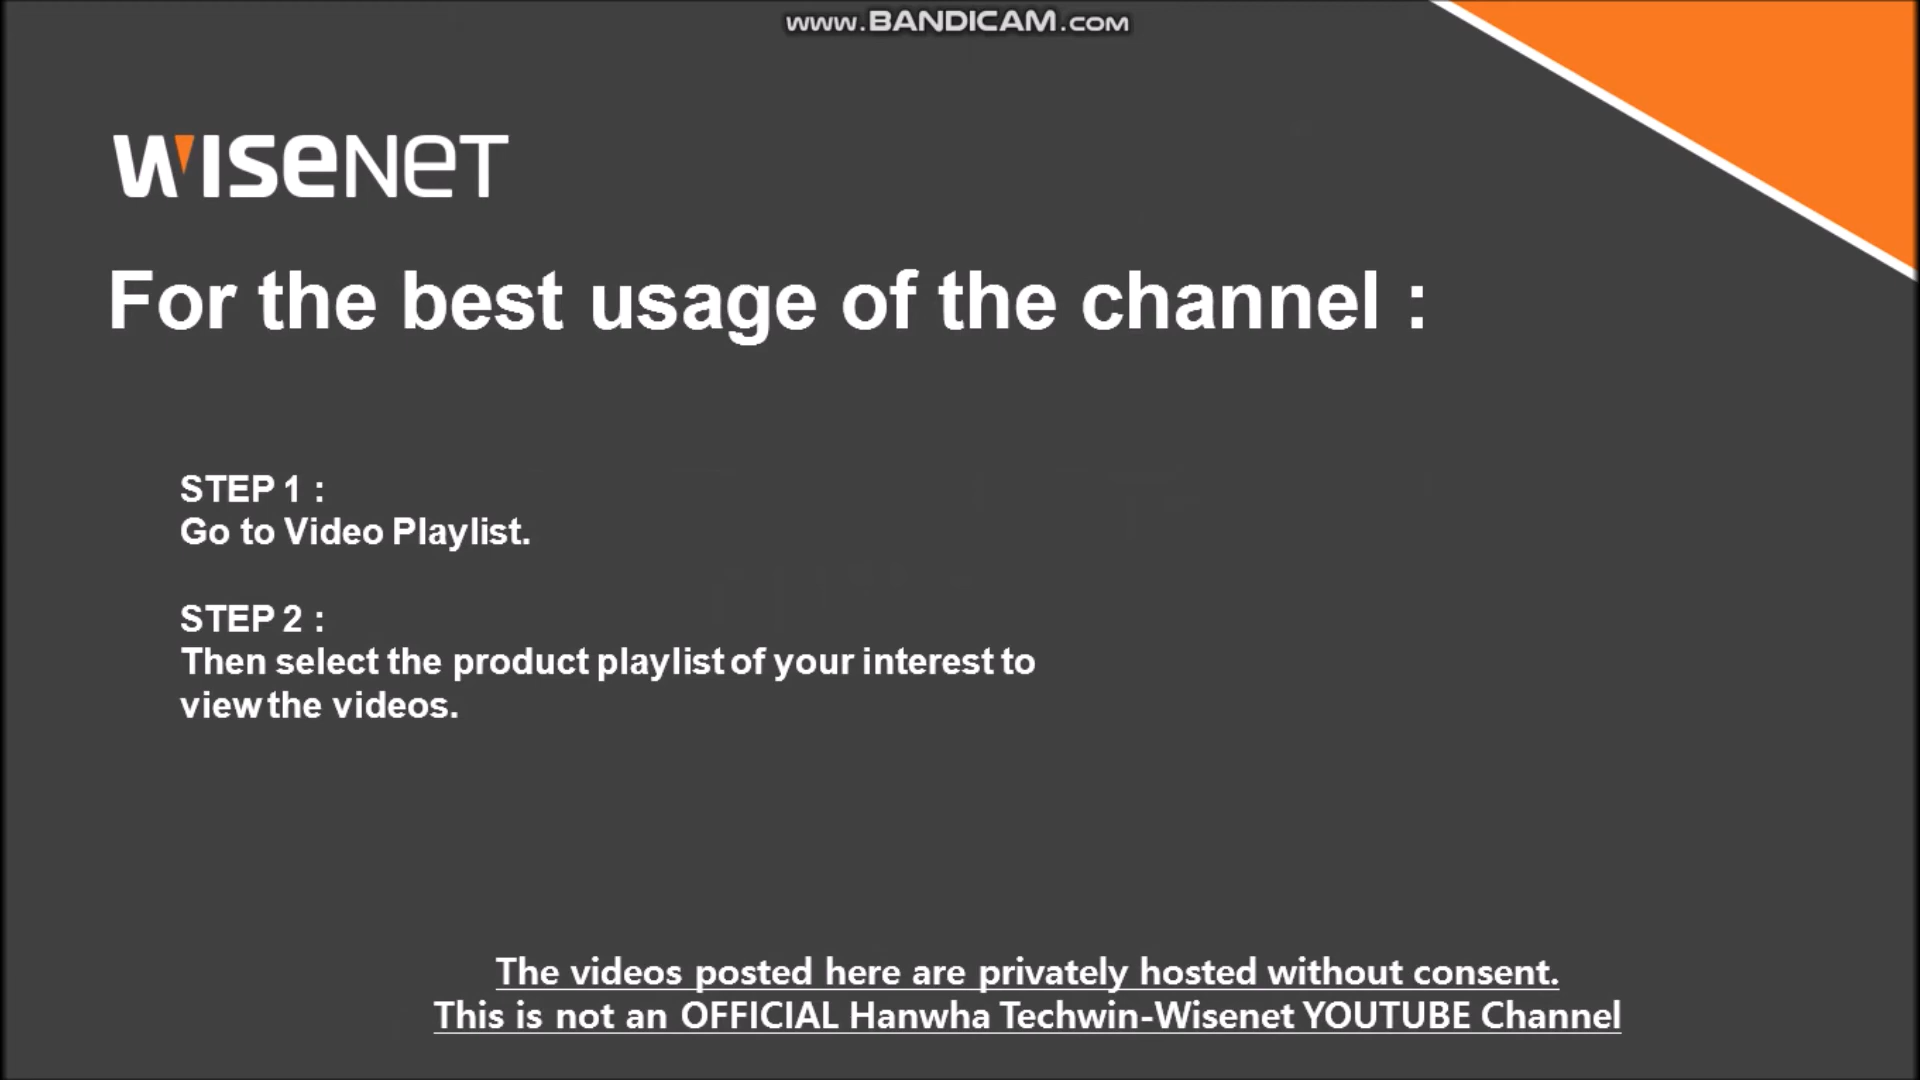 www.BANDICAM.com
WISENET
For the best usage of the channel :
STEP 1 :
Go to Video Playlist.
STEP 2 :
Then select the product playlist of your interest to
view the videos.
The videos posted here are privately hosted without consent.
This is not an OFFICIAL Hanwha Techwin-Wisenet YOUTUBE Channel